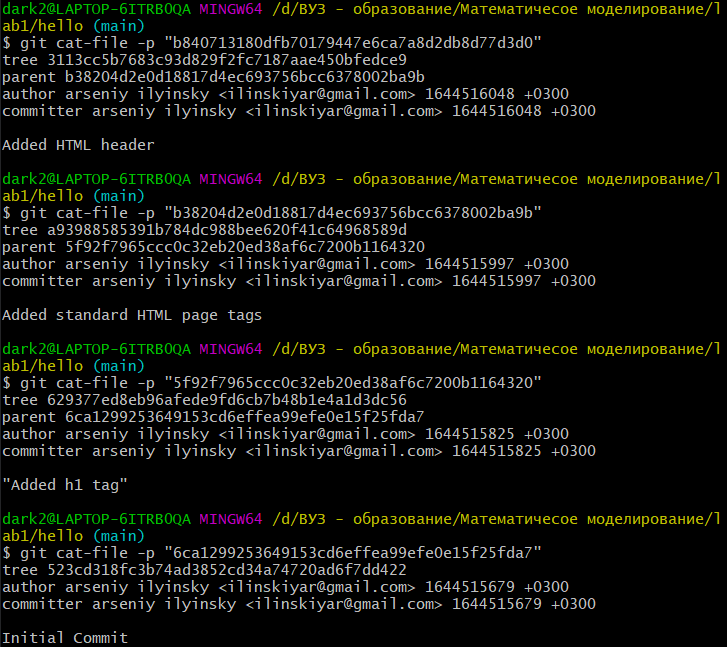 dark2@LAPTOP-6ITRB0QA MINGW64 /d/ВУЗ - образование/Математичесое моделирование/l
ab1/hello (main)
$ git cat-file -p "b840713180dfb70179447e6ca7a8d2db8d77d3d0"
tree 3113cc5b7683c93d829f2fc7187aae450bfedce9
parent b38204d2e0d18817d4ec693756bcc6378002ba9b
author arseniy ilyinsky <ilinskiyar@gmail.com> 1644516048 +0300
committer arseniy ilyinsky <ilinskiyar@gmail.com> 1644516048 +0300
Added HTML header
dark2@LAPTOP-6ITRB0QA MINGW64 /d/ВУЗ - образование/Математичесое моделирование/l
ab1/hello (main)
$ git cat-file -p "b38204d2e0d18817d4ec693756bcc6378002ba9b"
tree a93988585391b784dc988bee620f41c64968589d
parent 5f92f7965ccc0c32eb20ed38af6c7200b1164320
author arseniy ilyinsky <ilinskiyar@gmail.com> 1644515997 +0300
committer arseniy ilyinsky <ilinskiyar@gmail.com> 1644515997 +0300
Added standard HTML page tags
dark2@LAPTOP-6ITRB0QA MINGW64 /d/ВУЗ - образование/Математичесое моделирование/l
ab1/hello (main)
$ git cat-file -p "5f92f7965ccc0c32eb20ed38af6c7200b1164320"
tree 629377ed8eb96afede9fd6cb7b48b1e4a1d3dc56
parent 6ca1299253649153cd6effea99efe0e15f25fda7
author arseniy ilyinsky <ilinskiyar@gmail.com> 1644515825 +0300
committer arseniy ilyinsky <ilinskiyar@gmail.com> 1644515825 +0300
"Added h1 tag"
dark2@LAPTOP-6ITRB0QA MINGW64 /d/ВУЗ - образование/Математичесое моделирование/l
ab1/hello (main)
$ git cat-file -p "6ca1299253649153cd6effea99efe0e15f25fda7"
tree 523cd318fc3b74ad3852cd34a74720ad6f7dd422
author arseniy ilyinsky <ilinskiyar@gmail.com> 1644515679 +0300
committer arseniy ilyinsky <ilinskiyar@gmail.com> 1644515679 +0300
Initial Commit